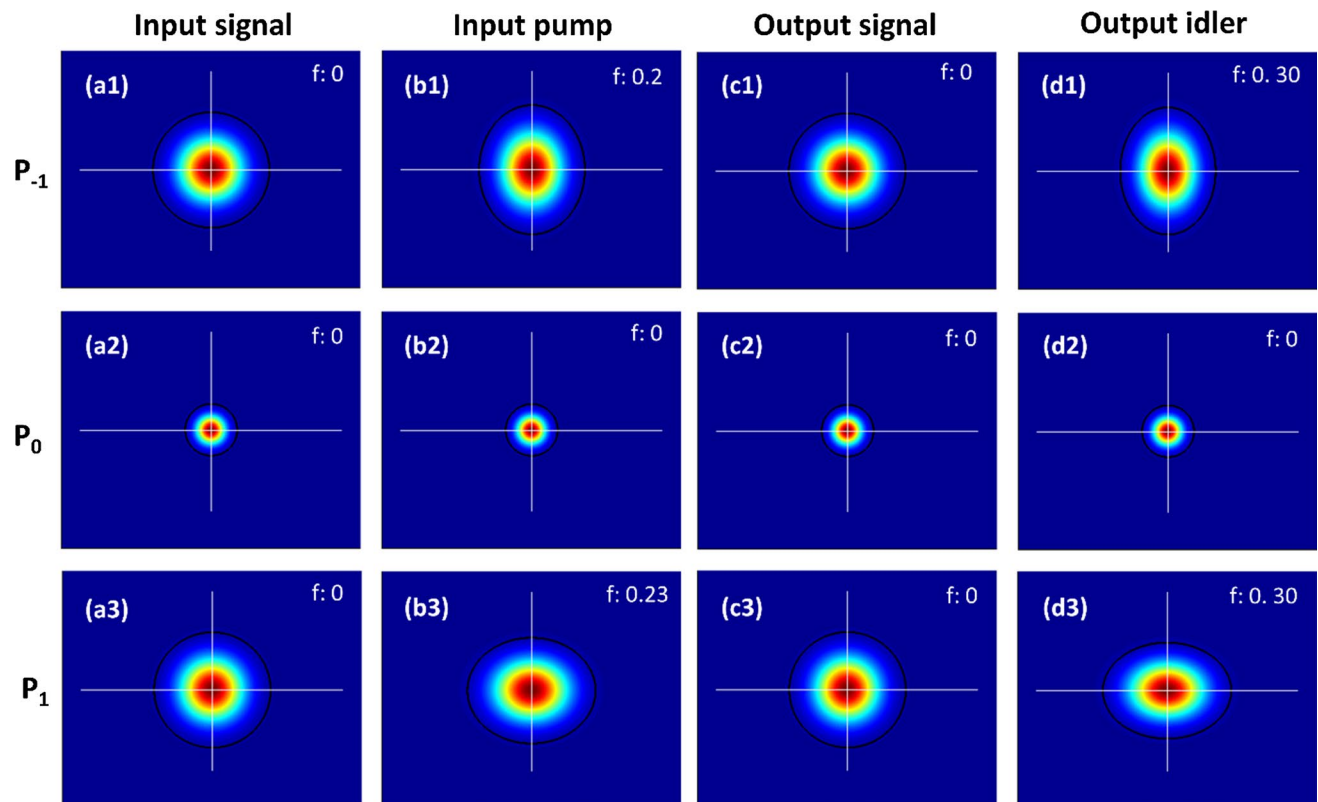 Input signal Input pump Output signal Output idler
(a1) f: 0 (b1) f: 0.2 (c1) f: 0 (d1) f: 0. 30
P-1
(a2) f: 0 (b2) f: 0 (c2) f: 0 (d2) f: 0
P0
(a3) f: 0 (b3) f: 0.23 (c3) f: 0 (d3) f: 0. 30
P1